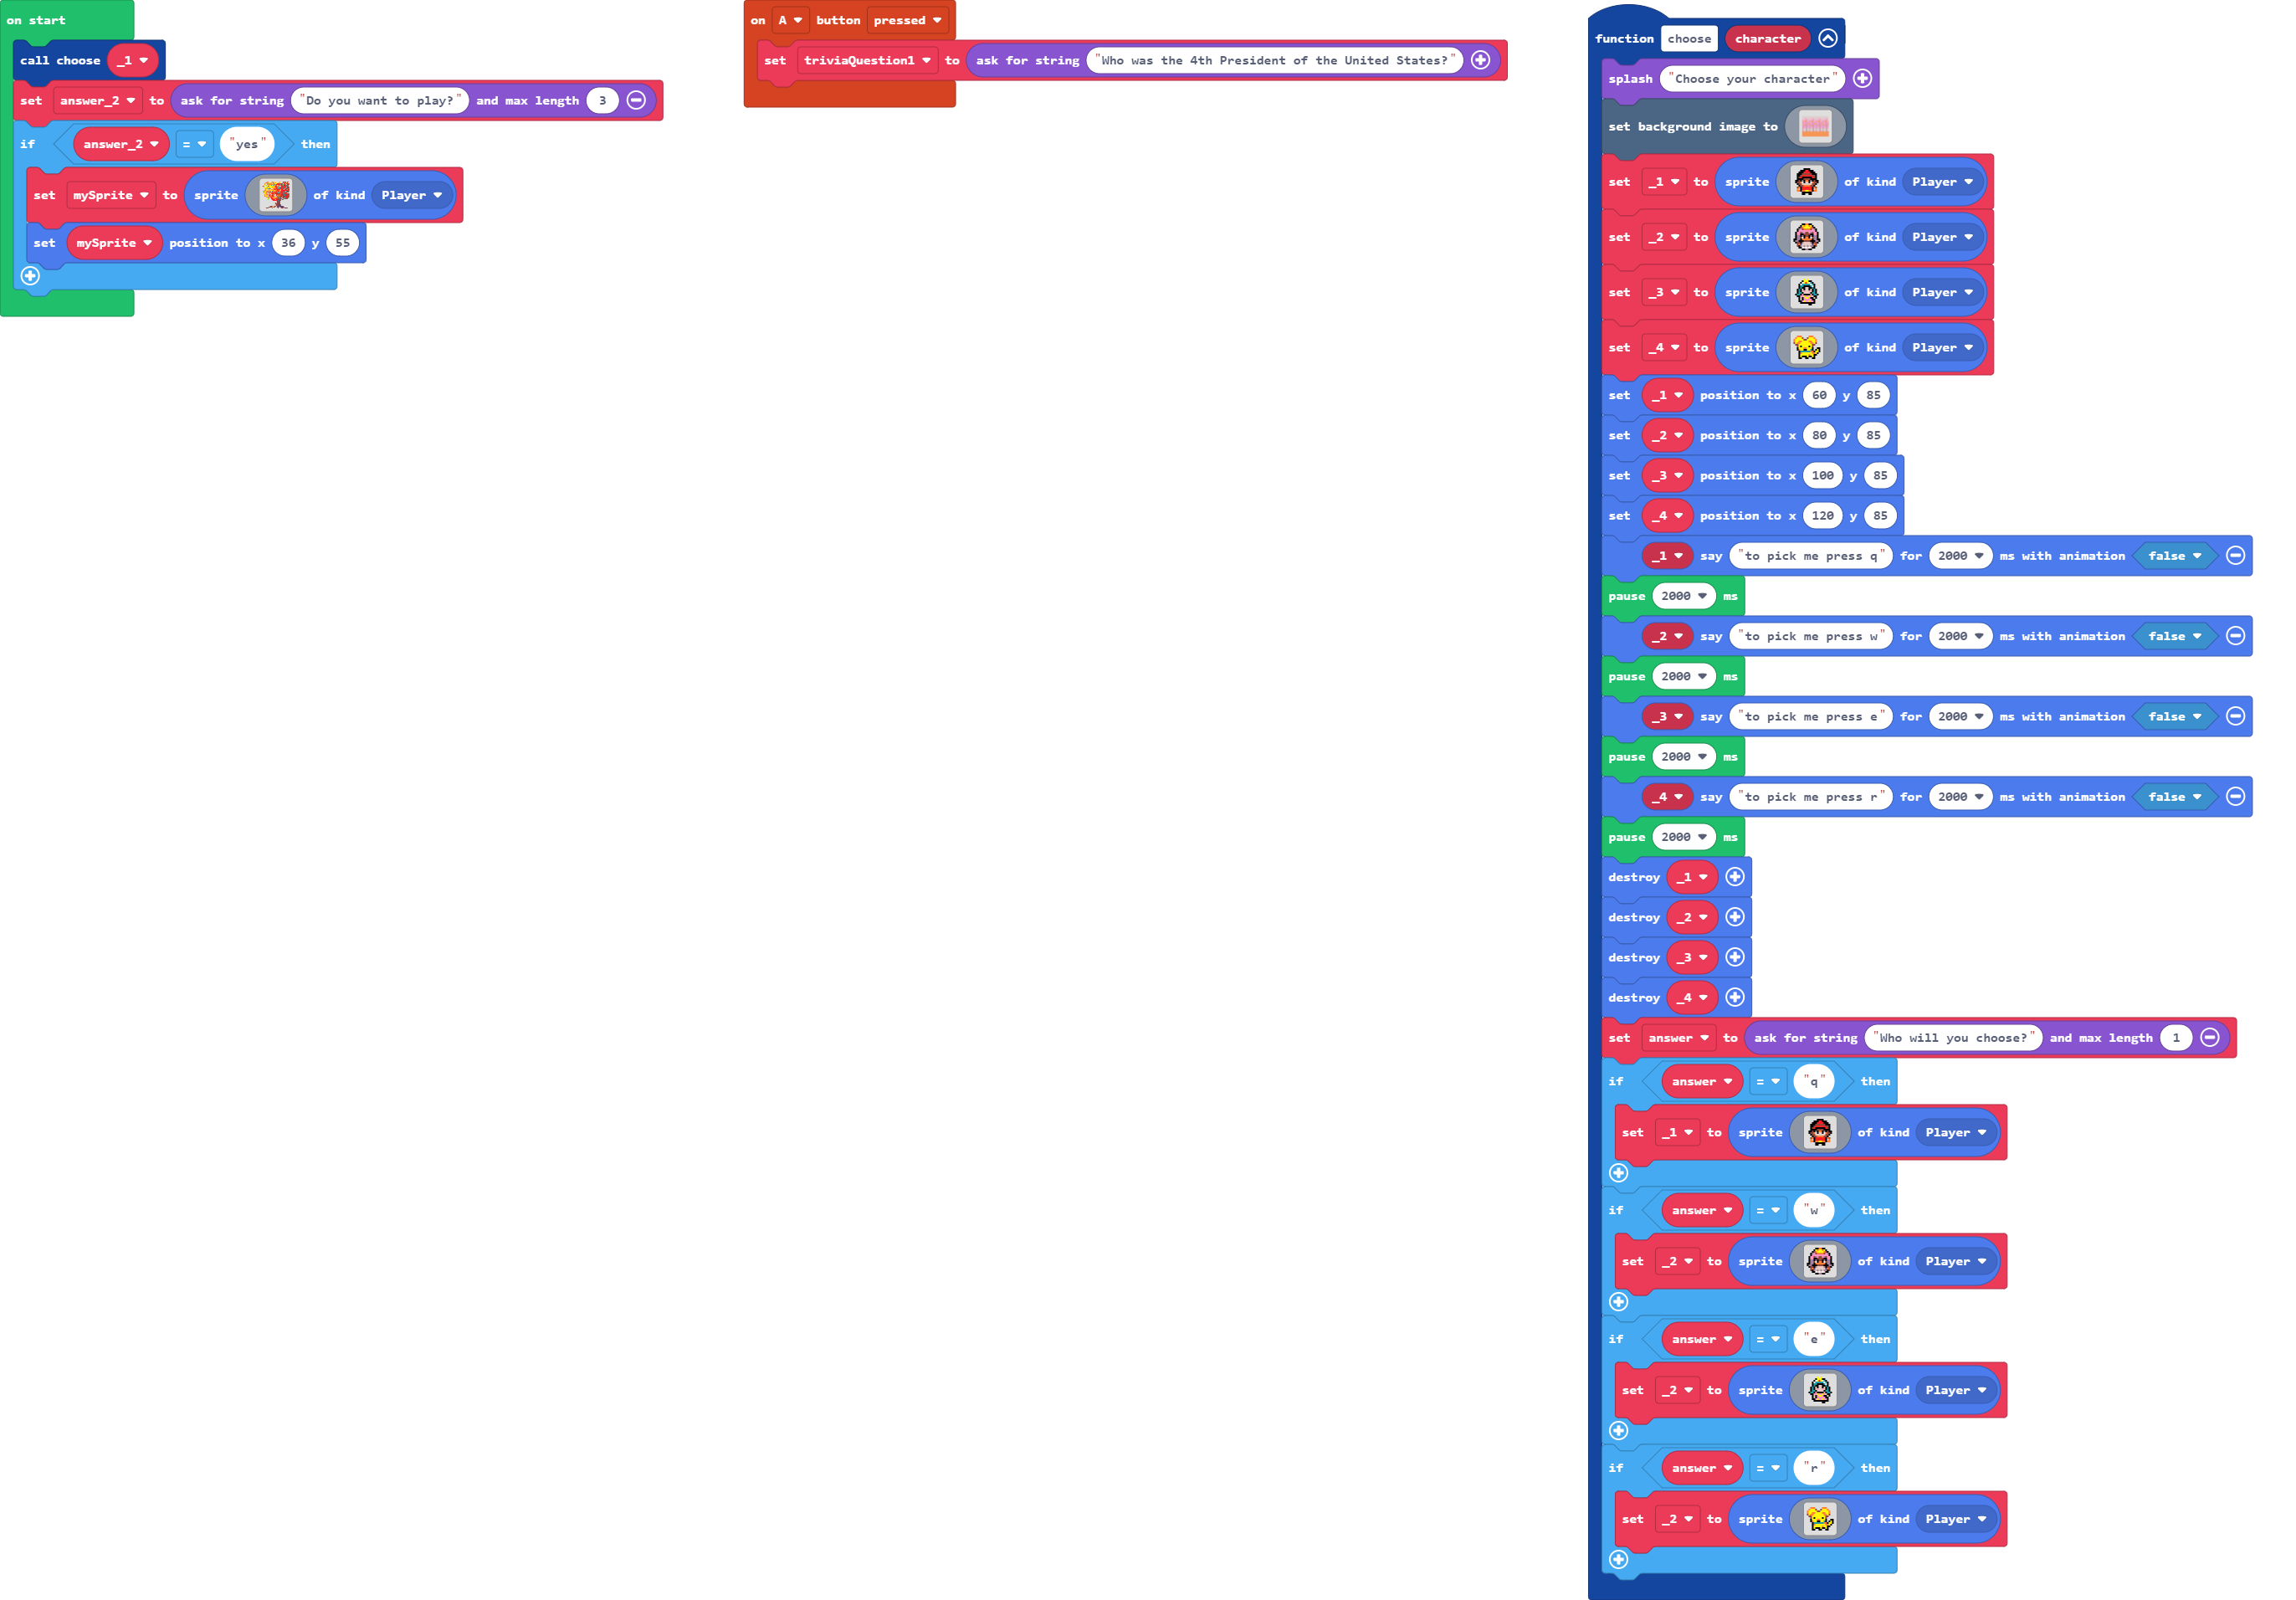 on start
call choose _1
set answer_2 to ask for string "Do you want to play?" and max length 3
if answer_2 = "yes" then
set mySprite to sprite of kind Player
set mySprite position to x 36 y 55
on A button pressed
set triviaQuestion1 to ask for string "Who was the 4th President of the United States?"
function choose character
splash "Choose your character"
set background image to
set _1 to sprite of kind Player
set _2 to sprite of kind Player
set _3 to sprite of kind Player
set _4 to sprite of kind Player
set _1 position to x 60 y 85
set _2 position to x 80 y 85
set _3 position to x 100 y 85
set _4 position to x 120 y 85
_1 say "to pick me press q" for 2000 ms with animation false
pause 2000 ms
_2 say "to pick me press w" for 2000 ms with animation false
pause 2000 ms
_3 say "to pick me press e" for 2000 ms with animation false
pause 2000 ms
_4 say "to pick me press r" for 2000 ms with animation false
pause 2000 ms
destroy _1
destroy _2
destroy _3
destroy _4
set answer to ask for string "Who will you choose?" and max length 1
if answer = "q" then
set _1 to sprite of kind Player
if answer = "w" then
set _2 to sprite of kind Player
if answer = "e" then
set _2 to sprite of kind Player
if answer = "r" then
set _2 to sprite of kind Player